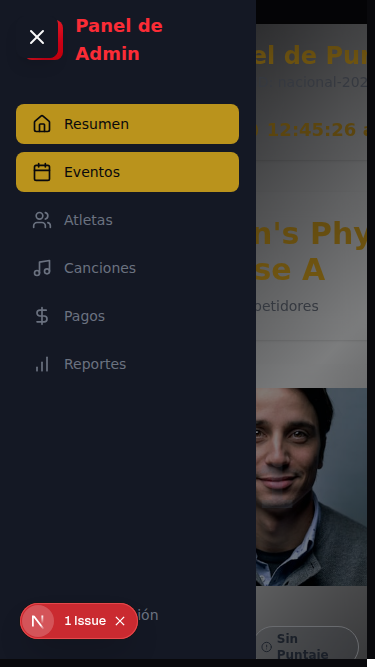 Panel de
Admin
el de Pun
nacional-202
12:45:26 a
Resumen
Eventos
Atletas
Canciones
Pagos
Reportes
n's Phy
se A
petidores
ión
N 1 Issue
Sin
Puntaje